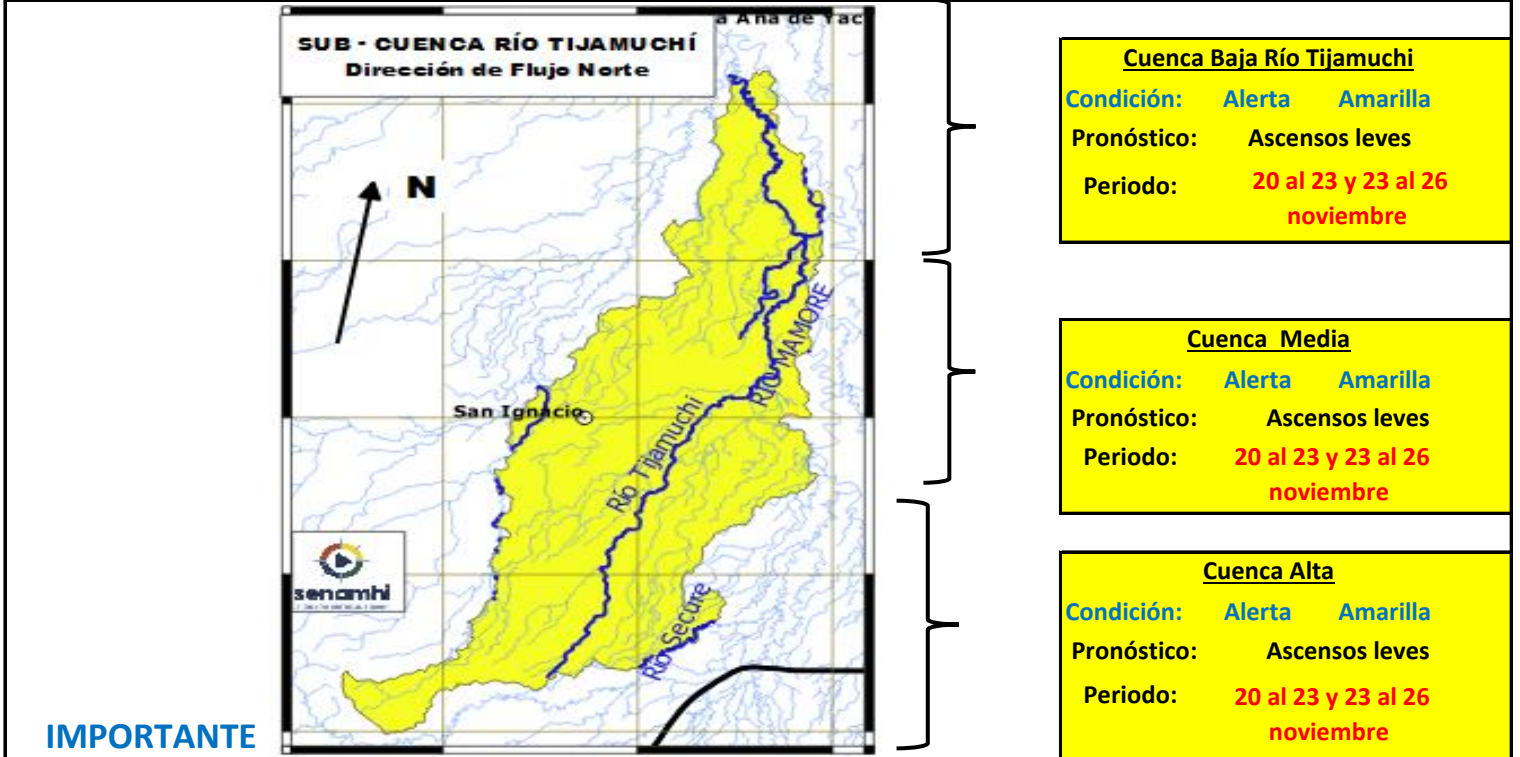 a Ana de Yac
SUB - CUENCA RÍO TIJAMUCHÍ
Dirección de Flujo Norte
N
San Ignacio
Río Tijamuchi
RIO MAMORE
Río Secure
senamhi
IMPORTANTE
Cuenca Baja Río Tijamuchi
Condición: Alerta Amarilla
Pronóstico: Ascensos leves
Periodo: 20 al 23 y 23 al 26
noviembre
Cuenca Media
Condición: Alerta Amarilla
Pronóstico: Ascensos leves
Periodo: 20 al 23 y 23 al 26
noviembre
Cuenca Alta
Condición: Alerta Amarilla
Pronóstico: Ascensos leves
Periodo: 20 al 23 y 23 al 26
noviembre